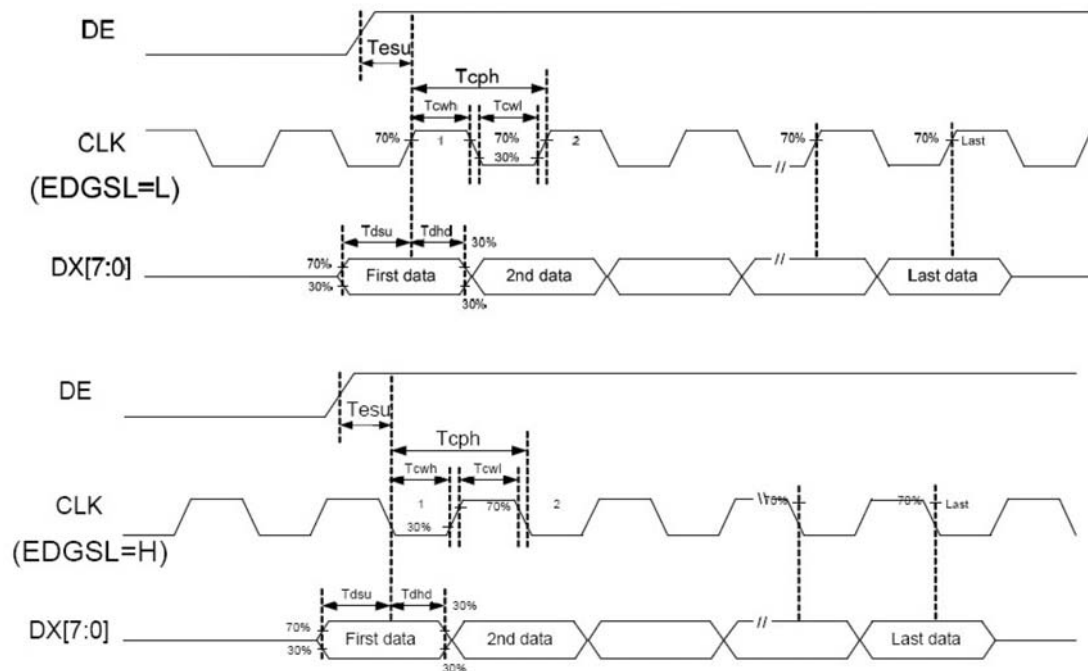 DE
Tesu
Tcph
Tcwh Tcwl
CLK 70% 1 70% 2 70% 70% Last
30%
(EDGSL=L) //
Tdsu Tdhd 30%
DX[7:0] 70% First data 2nd data // Last data
30% 30%
DE
Tesu
Tcph
Tcwh Tcwl
CLK 1 70% 2 \\ 70% 70% Last
30%
(EDGSL=H)
Tdsu Tdhd 30%
DX[7:0] 70% First data 2nd data // Last data
30% 30%